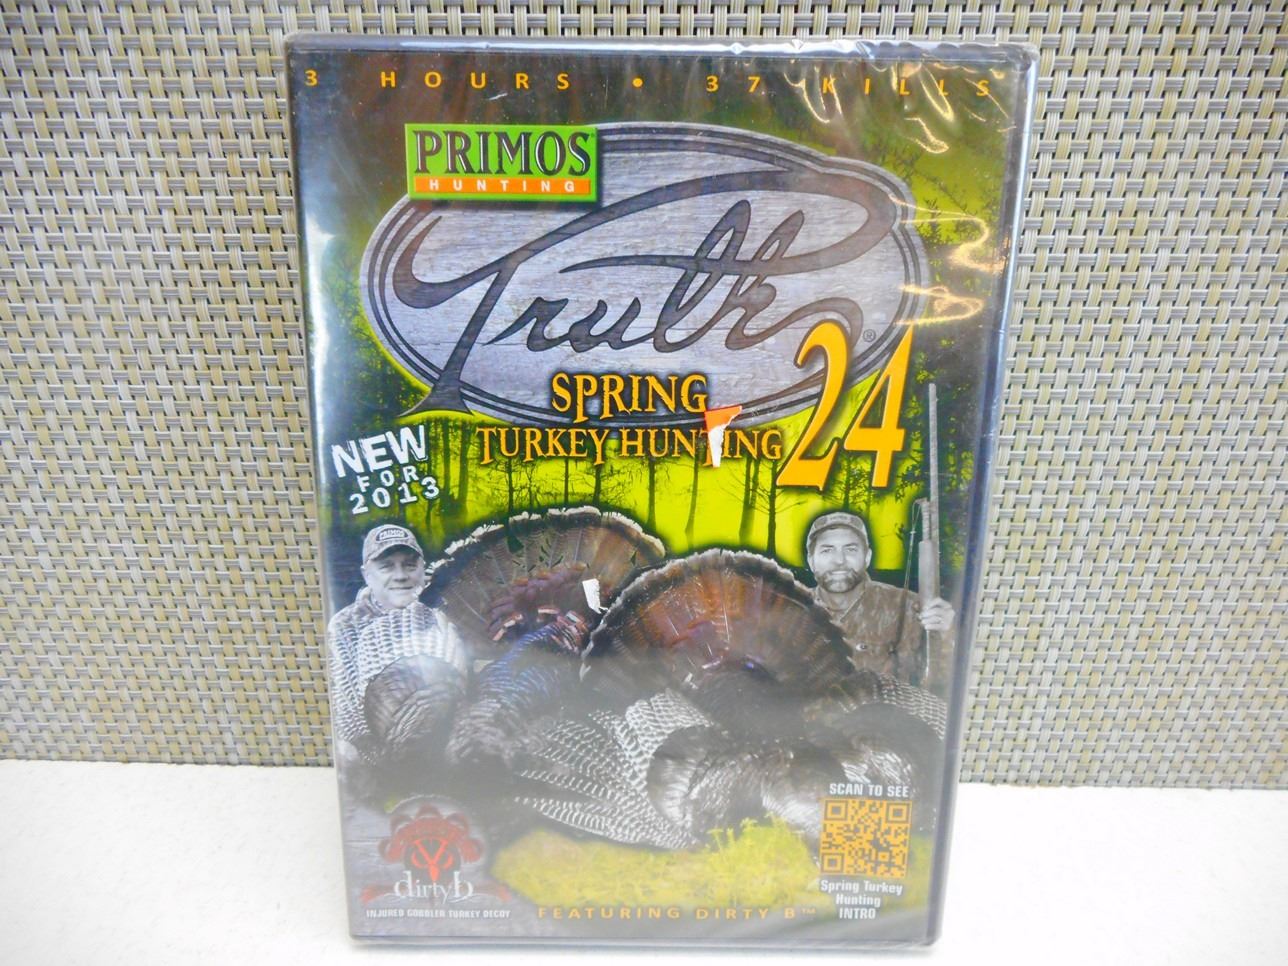 3 HOURS • 37 KILLS
PRIMOS
HUNTING
Truth
®
24
SPRING
TURKEY HUNTING
NEW
FOR
2013
PRIMOS
SCAN TO SEE
Spring Turkey
Hunting
INTRO
dirty b
INJURED GOBBLER TURKEY DECOY
FEATURING DIRTY B™